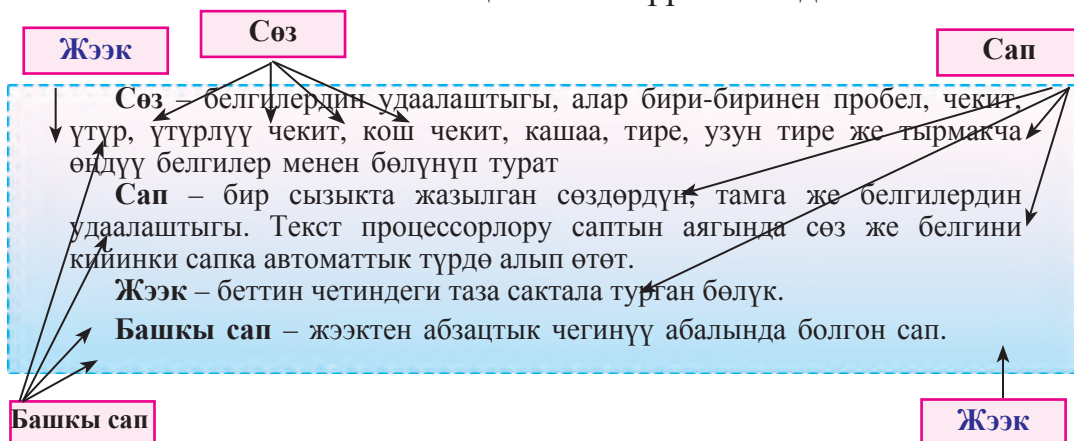 Сөз
Жээк
Сап
Сөз – белгилердин удаалаштыгы, алар бири-биринен пробел, чекит,
үтүр, үтүрлүү чекит, кош чекит, кашаа, тире, узун тире же тырмакча
өңдүү белгилер менен бөлүнүп турат
Сап – бир сызыкта жазылган сөздөрдүн, тамга же белгилердин
удаалаштыгы. Текст процессорлору саптын аягында сөз же белгини
кийинки сапка автоматтык түрдө алып өтөт.
Жээк – беттин четиндеги таза сактала турган бөлүк.
Башкы сап – жээктен абзацтык чегинүү абалында болгон сап.
Башкы сап
Жээк